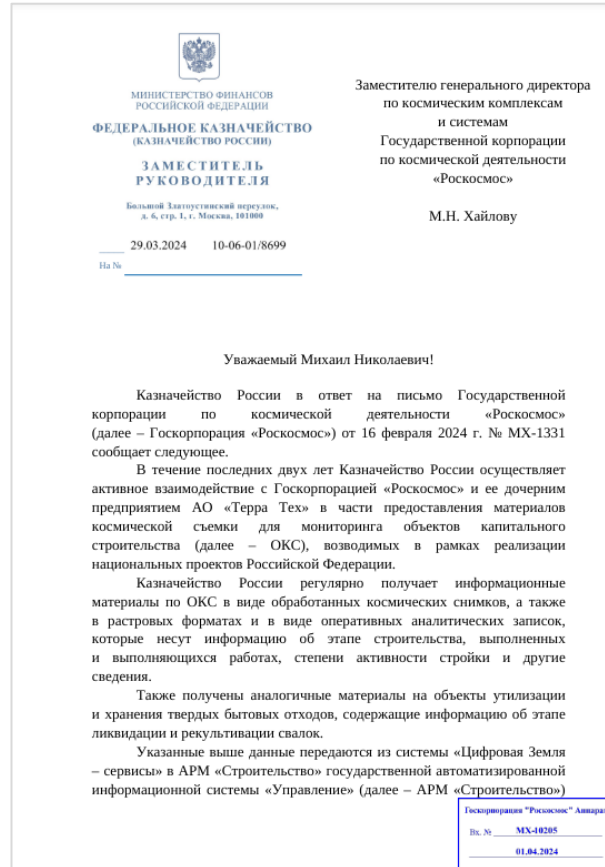 МИНИСТЕРСТВО ФИНАНСОВ
РОССИЙСКОЙ ФЕДЕРАЦИИ
ФЕДЕРАЛЬНОЕ КАЗНАЧЕЙСТВО
(КАЗНАЧЕЙСТВО РОССИИ)
ЗАМЕСТИТЕЛЬ
РУКОВОДИТЕЛЯ
Большой Златоустинский переулок,
д. 6, стр. 1, г. Москва, 101000
29.03.2024 10-06-01/8699
На №
Заместителю генерального директора
по космическим комплексам
и системам
Государственной корпорации
по космической деятельности
«Роскосмос»
М.Н. Хайлову
Уважаемый Михаил Николаевич!
Казначейство России в ответ на письмо Государственной
корпорации по космической деятельности «Роскосмос»
(далее – Госкорпорация «Роскосмос») от 16 февраля 2024 г. № МХ-1331
сообщает следующее.
В течение последних двух лет Казначейство России осуществляет
активное взаимодействие с Госкорпорацией «Роскосмос» и ее дочерним
предприятием АО «Терра Тех» в части предоставления материалов
космической съемки для мониторинга объектов капитального
строительства (далее – ОКС), возводимых в рамках реализации
национальных проектов Российской Федерации.
Казначейство России регулярно получает информационные
материалы по ОКС в виде обработанных космических снимков, а также
в растровых форматах и в виде оперативных аналитических записок,
которые несут информацию об этапе строительства, выполненных
и выполняющихся работах, степени активности стройки и другие
сведения.
Также получены аналогичные материалы на объекты утилизации
и хранения твердых бытовых отходов, содержащие информацию об этапе
ликвидации и рекультивации свалок.
Указанные выше данные передаются из системы «Цифровая Земля
– сервисы» в АРМ «Строительство» государственной автоматизированной
информационной системы «Управление» (далее – АРМ «Строительство»)
Госкорпорация "Роскосмос" Аппарат
Вх. № МХ-10205
01.04.2024